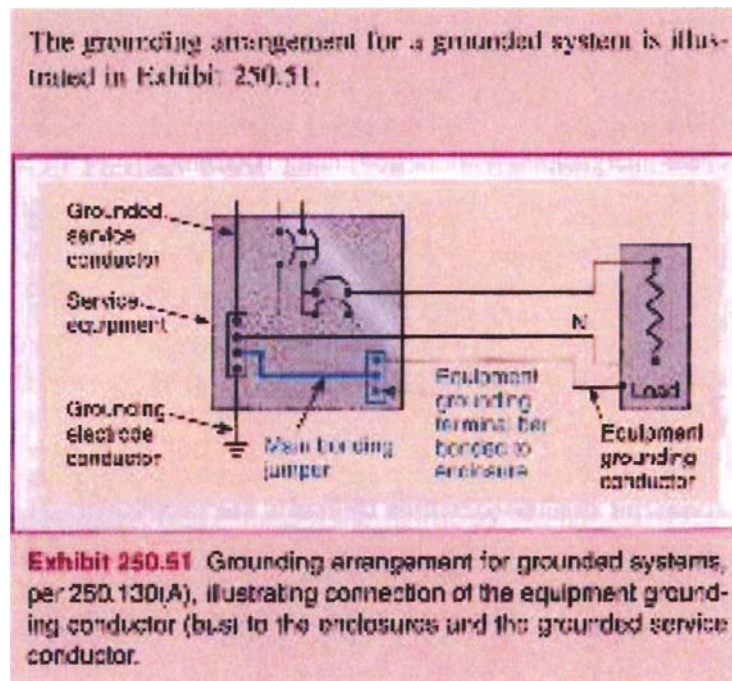 The grounding arrangement for a grounded system is illus-
trated in Exhibit 250.51.
Grounded
service
conductor
Service
equipment
Grounding
electrode
conductor
Main bonding
jumper
Equipment
grounding
terminal bar
bonded to
enclosure
N
Load
Equipment
grounding
conductor
Exhibit 250.51 Grounding arrangement for grounded systems,
per 250.130(A), illustrating connection of the equipment ground-
ing conductor (bus) to the enclosures and the grounded service
conductor.